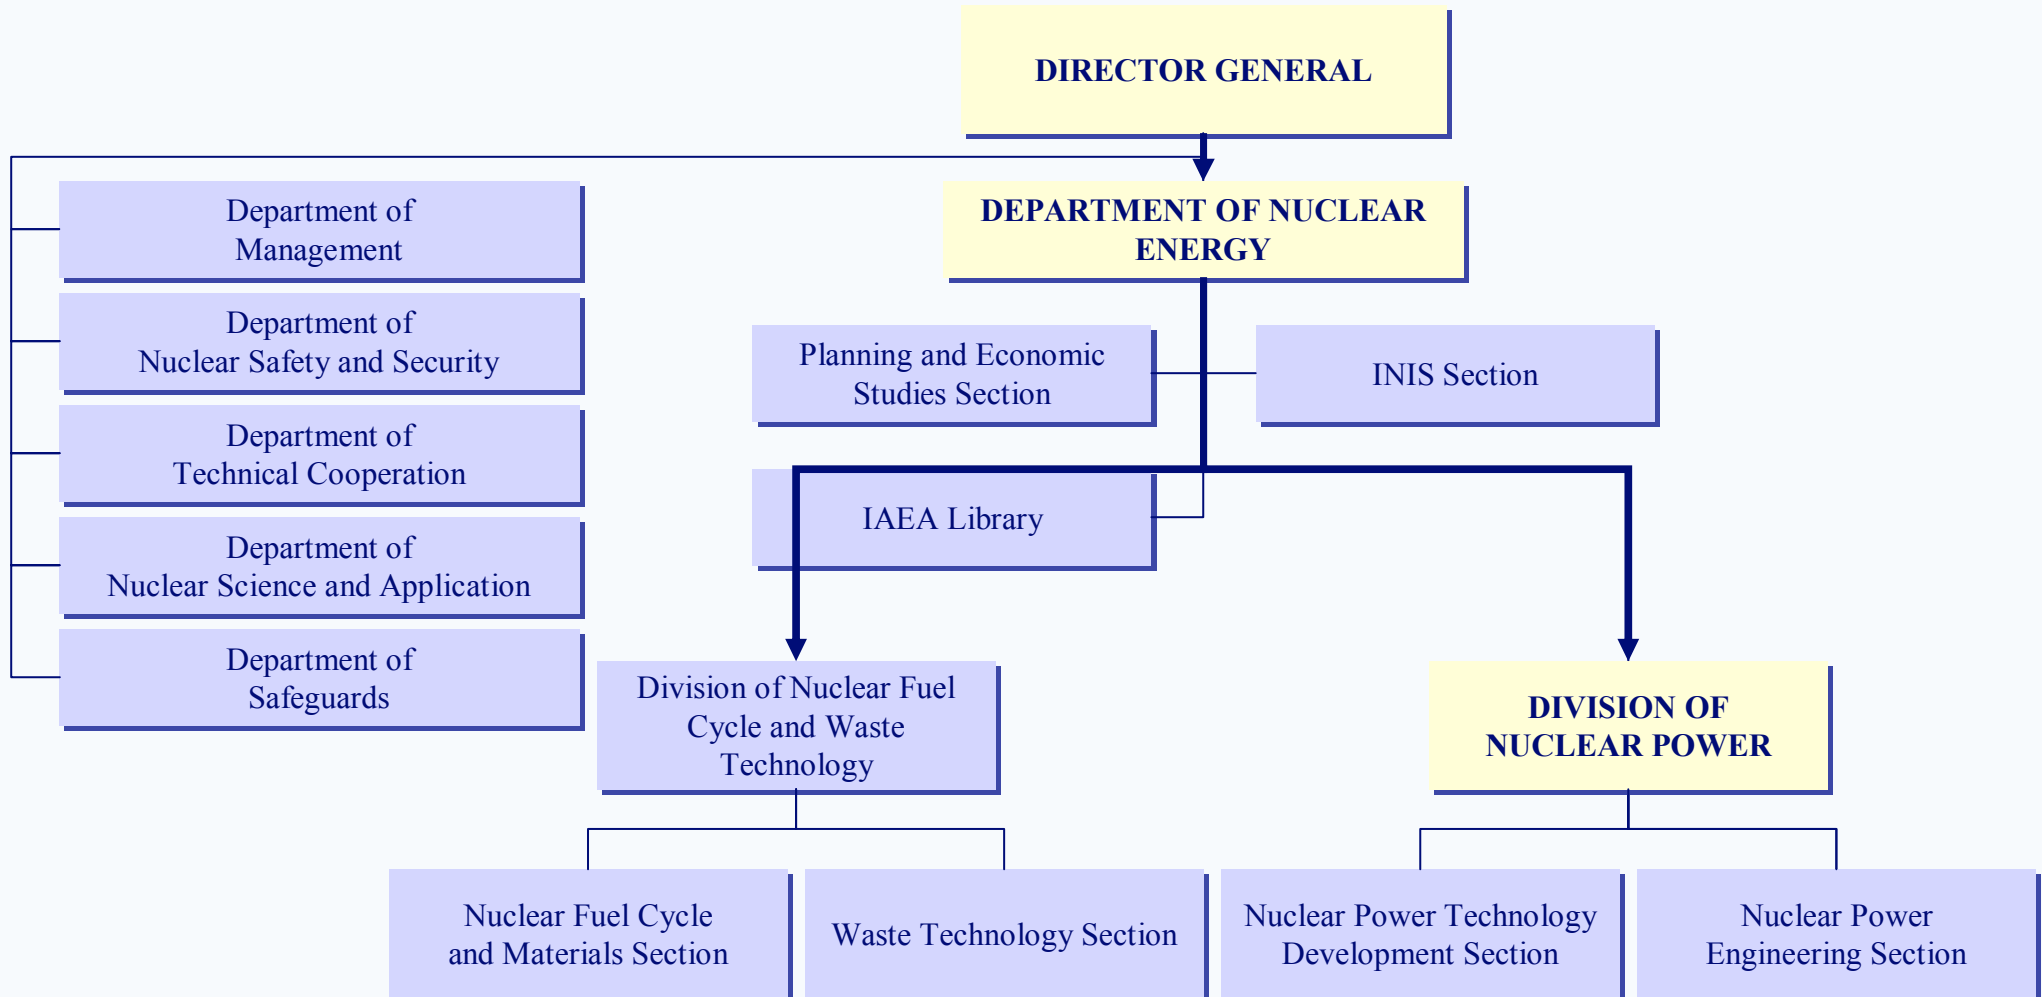 DIRECTOR GENERAL
DEPARTMENT OF NUCLEAR
ENERGY
Department of
Management
Department of
Nuclear Safety and Security
Department of
Technical Cooperation
Department of
Nuclear Science and Application
Department of
Safeguards
Planning and Economic
Studies Section
INIS Section
IAEA Library
Division of Nuclear Fuel
Cycle and Waste
Technology
DIVISION OF
NUCLEAR POWER
Nuclear Fuel Cycle
and Materials Section
Waste Technology Section
Nuclear Power Technology
Development Section
Nuclear Power
Engineering Section